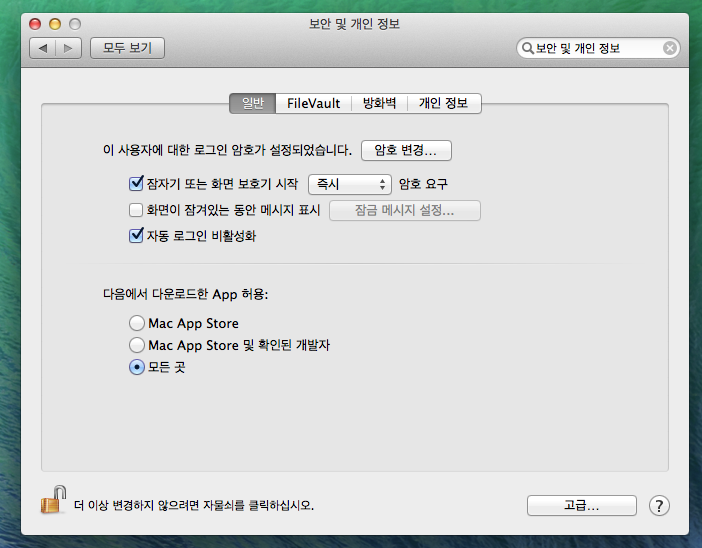 보안 및 개인 정보
모두 보기
보안 및 개인 정보
일반 FileVault 방화벽 개인 정보
이 사용자에 대한 로그인 암호가 설정되었습니다. 암호 변경...
잠자기 또는 화면 보호기 시작 즉시 암호 요구
화면이 잠겨있는 동안 메시지 표시 잠금 메시지 설정...
자동 로그인 비활성화
다음에서 다운로드한 App 허용:
Mac App Store
Mac App Store 및 확인된 개발자
모든 곳
더 이상 변경하지 않으려면 자물쇠를 클릭하십시오. 고급... ?